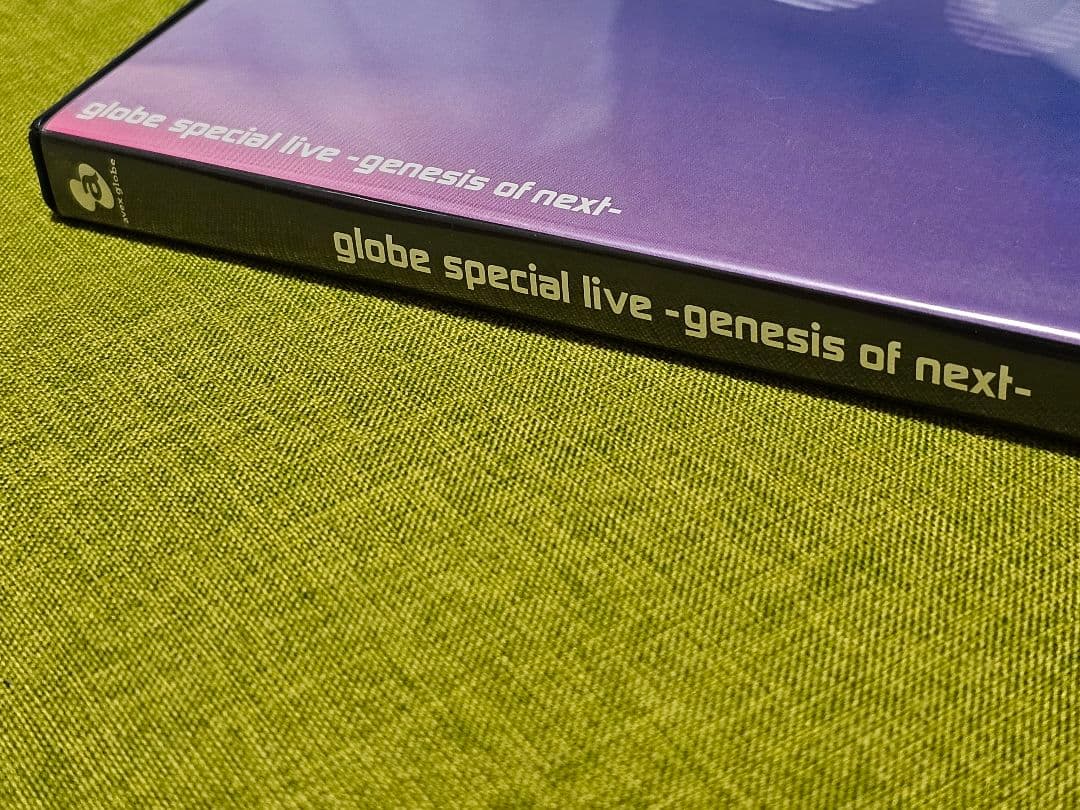 globe special live -genesis of next-
a
avex globe
globe special live -genesis of next-